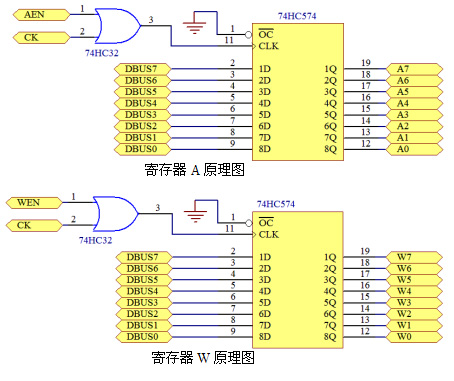 AEN 1 3 74HC574
CK 2 1 OC
74HC32 11 CLK
DBUS7 2 1D 1Q 19 A7
DBUS6 3 2D 2Q 18 A6
DBUS5 4 3D 3Q 17 A5
DBUS4 5 4D 4Q 16 A4
DBUS3 6 5D 5Q 15 A3
DBUS2 7 6D 6Q 14 A2
DBUS1 8 7D 7Q 13 A1
DBUS0 9 8D 8Q 12 A0
寄存器 A 原理图
WEN 1 3 74HC574
CK 2 1 OC
74HC32 11 CLK
DBUS7 2 1D 1Q 19 W7
DBUS6 3 2D 2Q 18 W6
DBUS5 4 3D 3Q 17 W5
DBUS4 5 4D 4Q 16 W4
DBUS3 6 5D 5Q 15 W3
DBUS2 7 6D 6Q 14 W2
DBUS1 8 7D 7Q 13 W1
DBUS0 9 8D 8Q 12 W0
寄存器 W 原理图